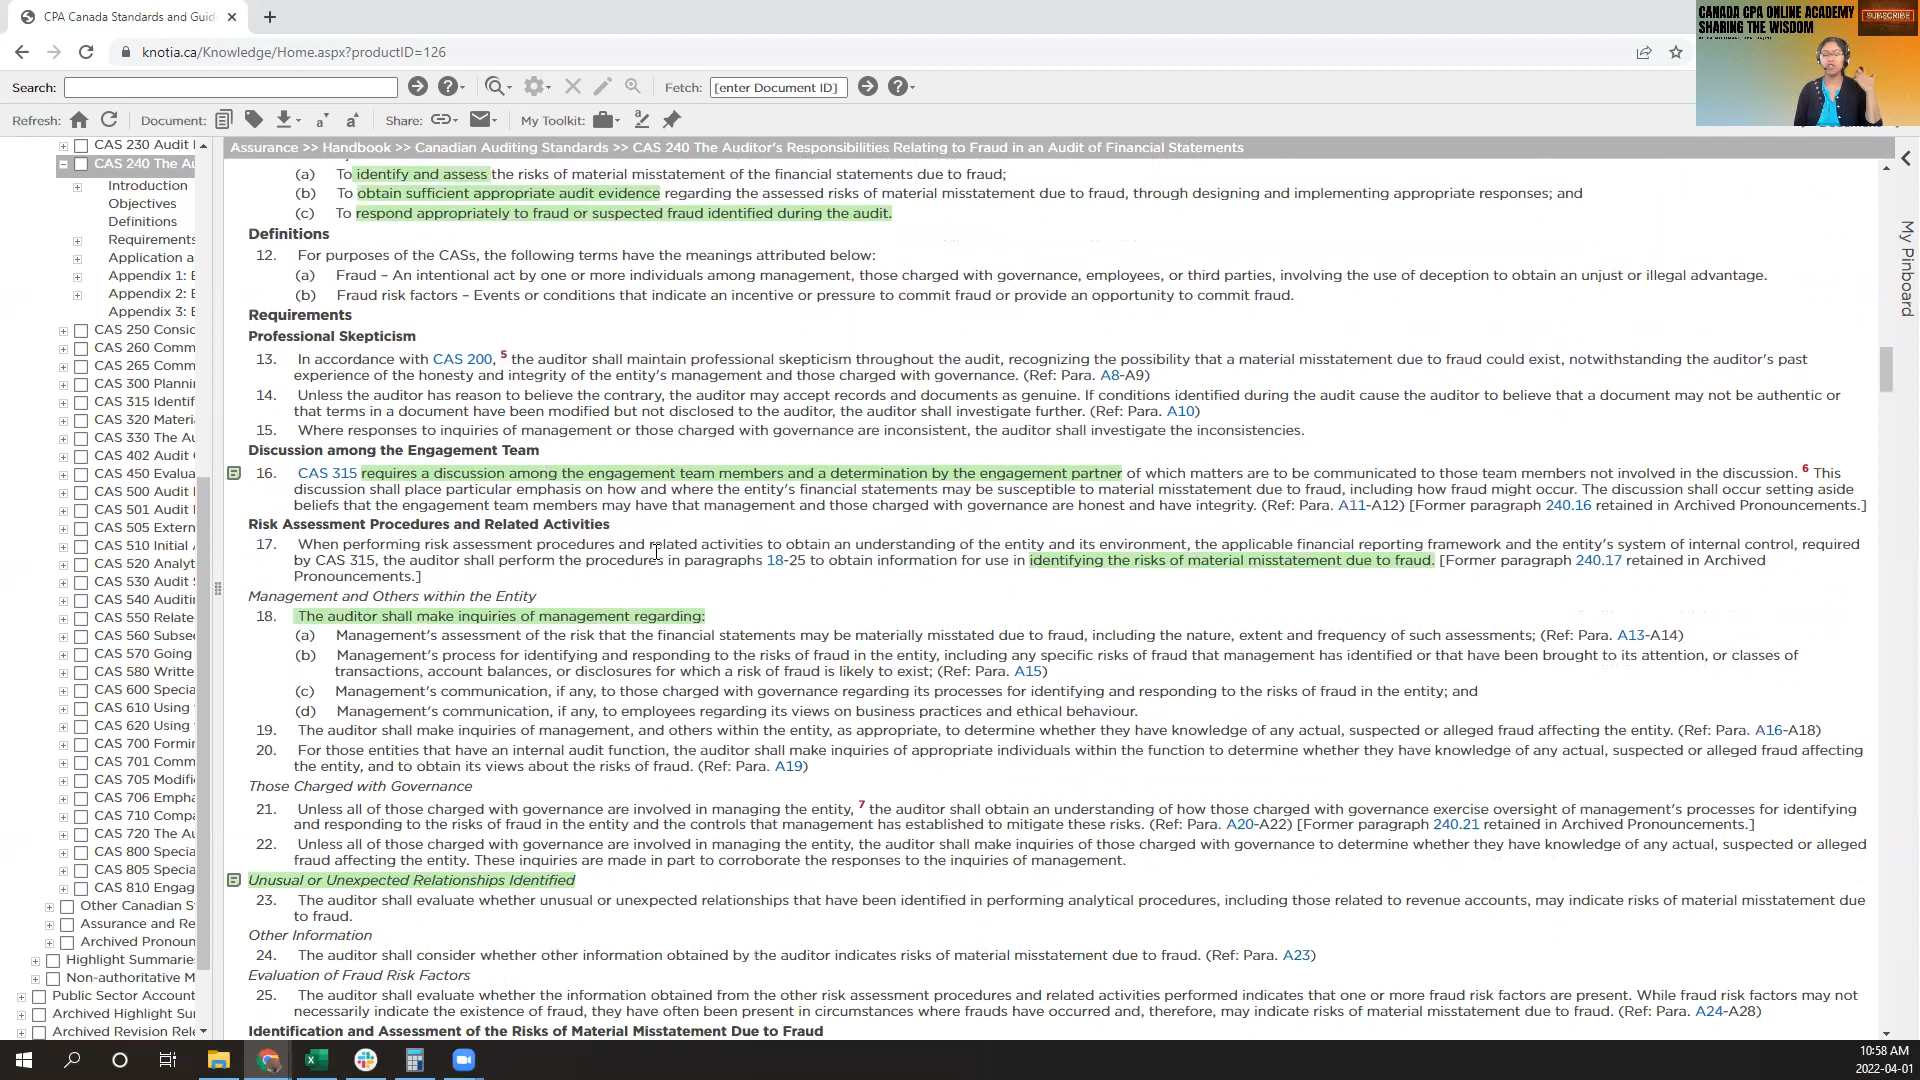 CPA Canada Standards and Guid
knotia.ca/Knowledge/Home.aspx?productID=126
CANADA CPA ONLINE ACADEMY
SHARING THE WISDOM
SUBSCRIBE
Search:
Fetch: [enter Document ID]
Refresh: Document: Share: My Toolkit:
Assurance >> Handbook >> Canadian Auditing Standards >> CAS 240 The Auditor's Responsibilities Relating to Fraud in an Audit of Financial Statements
My Pinboard
CAS 230 Audit
CAS 240 The Au
Introduction
Objectives
Definitions
Requirements
Application a
Appendix 1: E
Appendix 2: E
Appendix 3: E
CAS 250 Consic
CAS 260 Comm
CAS 265 Comm
CAS 300 Plannin
CAS 315 Identif
CAS 320 Materi
CAS 330 The Au
CAS 402 Audit
CAS 450 Evalua
CAS 500 Audit
CAS 501 Audit
CAS 505 Extern
CAS 510 Initial
CAS 520 Analyt
CAS 530 Audit
CAS 540 Auditin
CAS 550 Relate
CAS 560 Subsec
CAS 570 Going
CAS 580 Writte
CAS 600 Specia
CAS 610 Using
CAS 620 Using
CAS 700 Formin
CAS 701 Comm
CAS 705 Modifi
CAS 706 Empha
CAS 710 Compa
CAS 720 The Au
CAS 800 Specia
CAS 805 Specia
CAS 810 Engag
Other Canadian S
Assurance and Re
Archived Pronoun
Highlight Summarie
Non-authoritative M
Public Sector Account
Archived Highlight Sur
Archived Revision Rele
(a) To identify and assess the risks of material misstatement of the financial statements due to fraud;
(b) To obtain sufficient appropriate audit evidence regarding the assessed risks of material misstatement due to fraud, through designing and implementing appropriate responses; and
(c) To respond appropriately to fraud or suspected fraud identified during the audit.
Definitions
12. For purposes of the CASs, the following terms have the meanings attributed below:
(a) Fraud – An intentional act by one or more individuals among management, those charged with governance, employees, or third parties, involving the use of deception to obtain an unjust or illegal advantage.
(b) Fraud risk factors – Events or conditions that indicate an incentive or pressure to commit fraud or provide an opportunity to commit fraud.
Requirements
Professional Skepticism
13. In accordance with CAS 200, 5 the auditor shall maintain professional skepticism throughout the audit, recognizing the possibility that a material misstatement due to fraud could exist, notwithstanding the auditor's past
experience of the honesty and integrity of the entity's management and those charged with governance. (Ref: Para. A8-A9)
14. Unless the auditor has reason to believe the contrary, the auditor may accept records and documents as genuine. If conditions identified during the audit cause the auditor to believe that a document may not be authentic or
that terms in a document have been modified but not disclosed to the auditor, the auditor shall investigate further. (Ref: Para. A10)
15. Where responses to inquiries of management or those charged with governance are inconsistent, the auditor shall investigate the inconsistencies.
Discussion among the Engagement Team
16. CAS 315 requires a discussion among the engagement team members and a determination by the engagement partner of which matters are to be communicated to those team members not involved in the discussion. 6 This
discussion shall place particular emphasis on how and where the entity's financial statements may be susceptible to material misstatement due to fraud, including how fraud might occur. The discussion shall occur setting aside
beliefs that the engagement team members may have that management and those charged with governance are honest and have integrity. (Ref: Para. A11-A12) [Former paragraph 240.16 retained in Archived Pronouncements.]
Risk Assessment Procedures and Related Activities
17. When performing risk assessment procedures and related activities to obtain an understanding of the entity and its environment, the applicable financial reporting framework and the entity's system of internal control, required
by CAS 315, the auditor shall perform the procedures in paragraphs 18-25 to obtain information for use in identifying the risks of material misstatement due to fraud. [Former paragraph 240.17 retained in Archived
Pronouncements.]
Management and Others within the Entity
18. The auditor shall make inquiries of management regarding:
(a) Management's assessment of the risk that the financial statements may be materially misstated due to fraud, including the nature, extent and frequency of such assessments; (Ref: Para. A13-A14)
(b) Management's process for identifying and responding to the risks of fraud in the entity, including any specific risks of fraud that management has identified or that have been brought to its attention, or classes of
transactions, account balances, or disclosures for which a risk of fraud is likely to exist; (Ref: Para. A15)
(c) Management's communication, if any, to those charged with governance regarding its processes for identifying and responding to the risks of fraud in the entity; and
(d) Management's communication, if any, to employees regarding its views on business practices and ethical behaviour.
19. The auditor shall make inquiries of management, and others within the entity, as appropriate, to determine whether they have knowledge of any actual, suspected or alleged fraud affecting the entity. (Ref: Para. A16-A18)
20. For those entities that have an internal audit function, the auditor shall make inquiries of appropriate individuals within the function to determine whether they have knowledge of any actual, suspected or alleged fraud affecting
the entity, and to obtain its views about the risks of fraud. (Ref: Para. A19)
Those Charged with Governance
21. Unless all of those charged with governance are involved in managing the entity, 7 the auditor shall obtain an understanding of how those charged with governance exercise oversight of management's processes for identifying
and responding to the risks of fraud in the entity and the controls that management has established to mitigate these risks. (Ref: Para. A20-A22) [Former paragraph 240.21 retained in Archived Pronouncements.]
22. Unless all of those charged with governance are involved in managing the entity, the auditor shall make inquiries of those charged with governance to determine whether they have knowledge of any actual, suspected or alleged
fraud affecting the entity. These inquiries are made in part to corroborate the responses to the inquiries of management.
Unusual or Unexpected Relationships Identified
23. The auditor shall evaluate whether unusual or unexpected relationships that have been identified in performing analytical procedures, including those related to revenue accounts, may indicate risks of material misstatement due
to fraud.
Other Information
24. The auditor shall consider whether other information obtained by the auditor indicates risks of material misstatement due to fraud. (Ref: Para. A23)
Evaluation of Fraud Risk Factors
25. The auditor shall evaluate whether the information obtained from the other risk assessment procedures and related activities performed indicates that one or more fraud risk factors are present. While fraud risk factors may not
necessarily indicate the existence of fraud, they have often been present in circumstances where frauds have occurred and, therefore, may indicate risks of material misstatement due to fraud. (Ref: Para. A24-A28)
Identification and Assessment of the Risks of Material Misstatement Due to Fraud
10:58 AM
2022-04-01